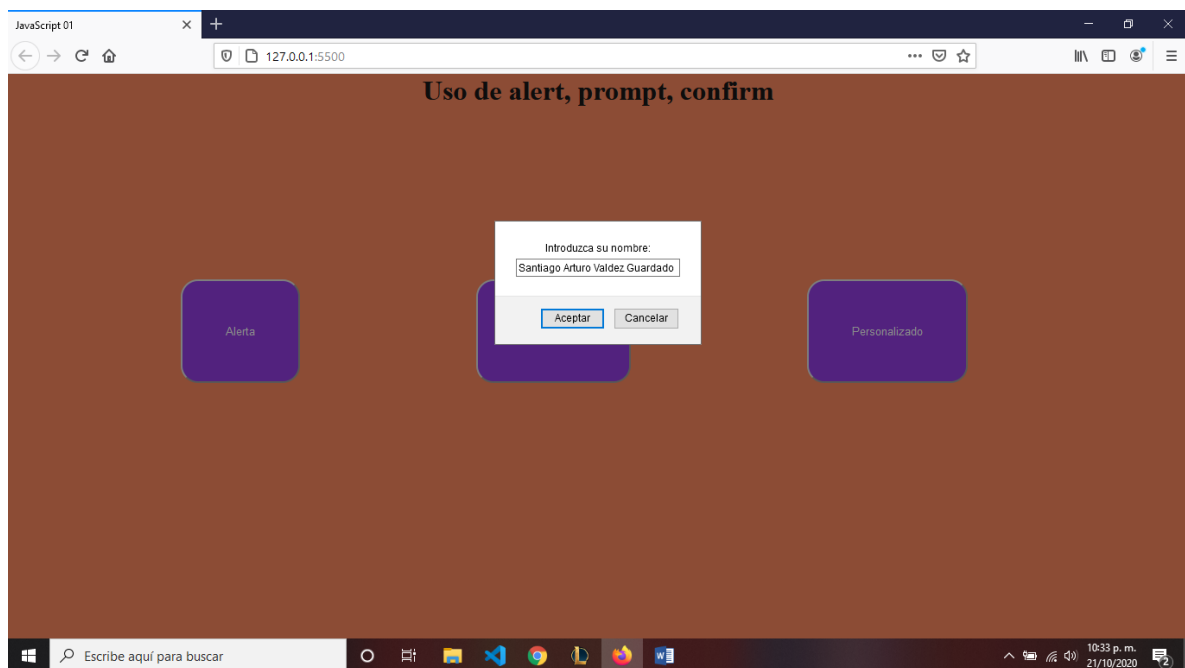 JavaScript 01
127.0.0.1:5500
Uso de alert, prompt, confirm
Introduzca su nombre:
Santiago Arturo Valdez Guardado
Aceptar Cancelar
Alerta
Personalizado
Escribe aquí para buscar
10:33 p. m.
21/10/2020
2